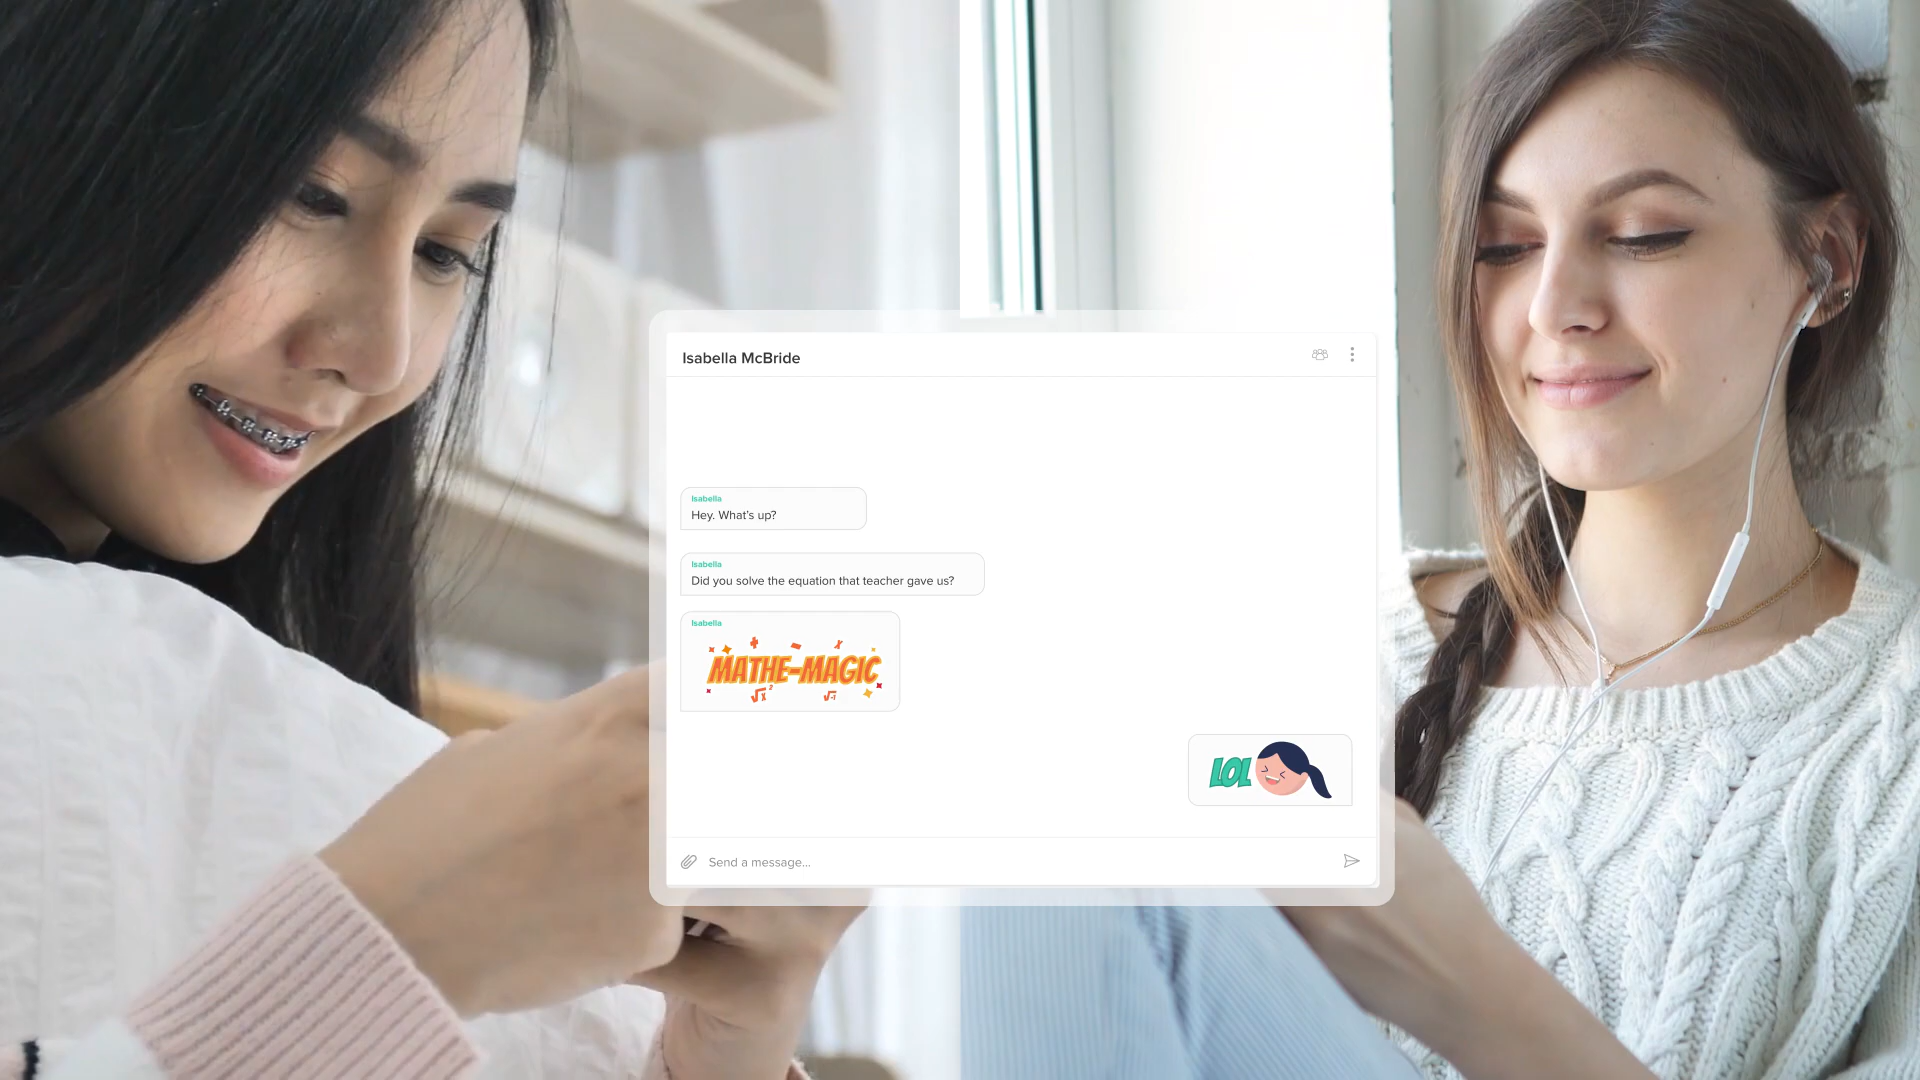 Isabella McBride
Isabella
Hey. What's up?
Isabella
Did you solve the equation that teacher gave us?
Isabella
MATHE-MAGIC
LOL
Send a message...